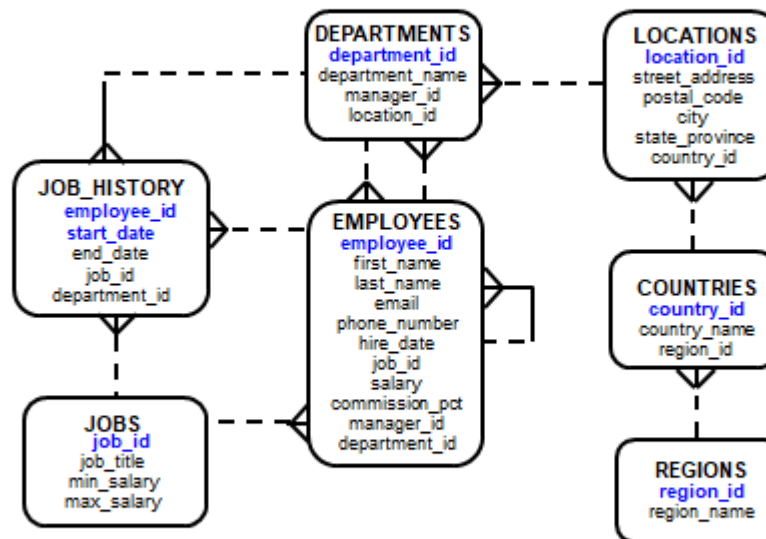 DEPARTMENTS
department_id
department_name
manager_id
location_id
LOCATIONS
location_id
street_address
postal_code
city
state_province
country_id
JOB_HISTORY
employee_id
start_date
end_date
job_id
department_id
EMPLOYEES
employee_id
first_name
last_name
email
phone_number
hire_date
job_id
salary
commission_pct
manager_id
department_id
COUNTRIES
country_id
country_name
region_id
JOBS
job_id
job_title
min_salary
max_salary
REGIONS
region_id
region_name